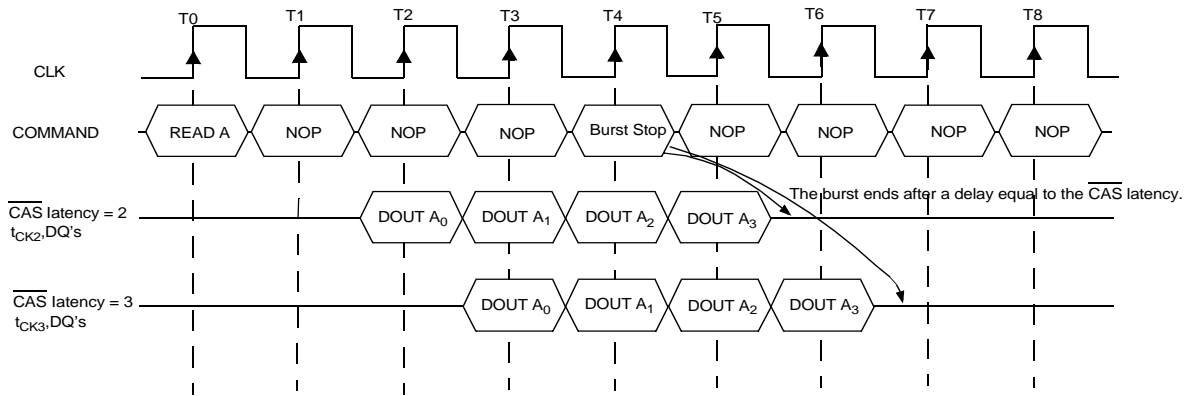 T0 T1 T2 T3 T4 T5 T6 T7 T8
CLK
COMMAND READ A NOP NOP NOP Burst Stop NOP NOP NOP NOP
The burst ends after a delay equal to the CAS latency.
CAS latency = 2 DOUT A0 DOUT A1 DOUT A2 DOUT A3
tCK2,DQ's
CAS latency = 3 DOUT A0 DOUT A1 DOUT A2 DOUT A3
tCK3,DQ's